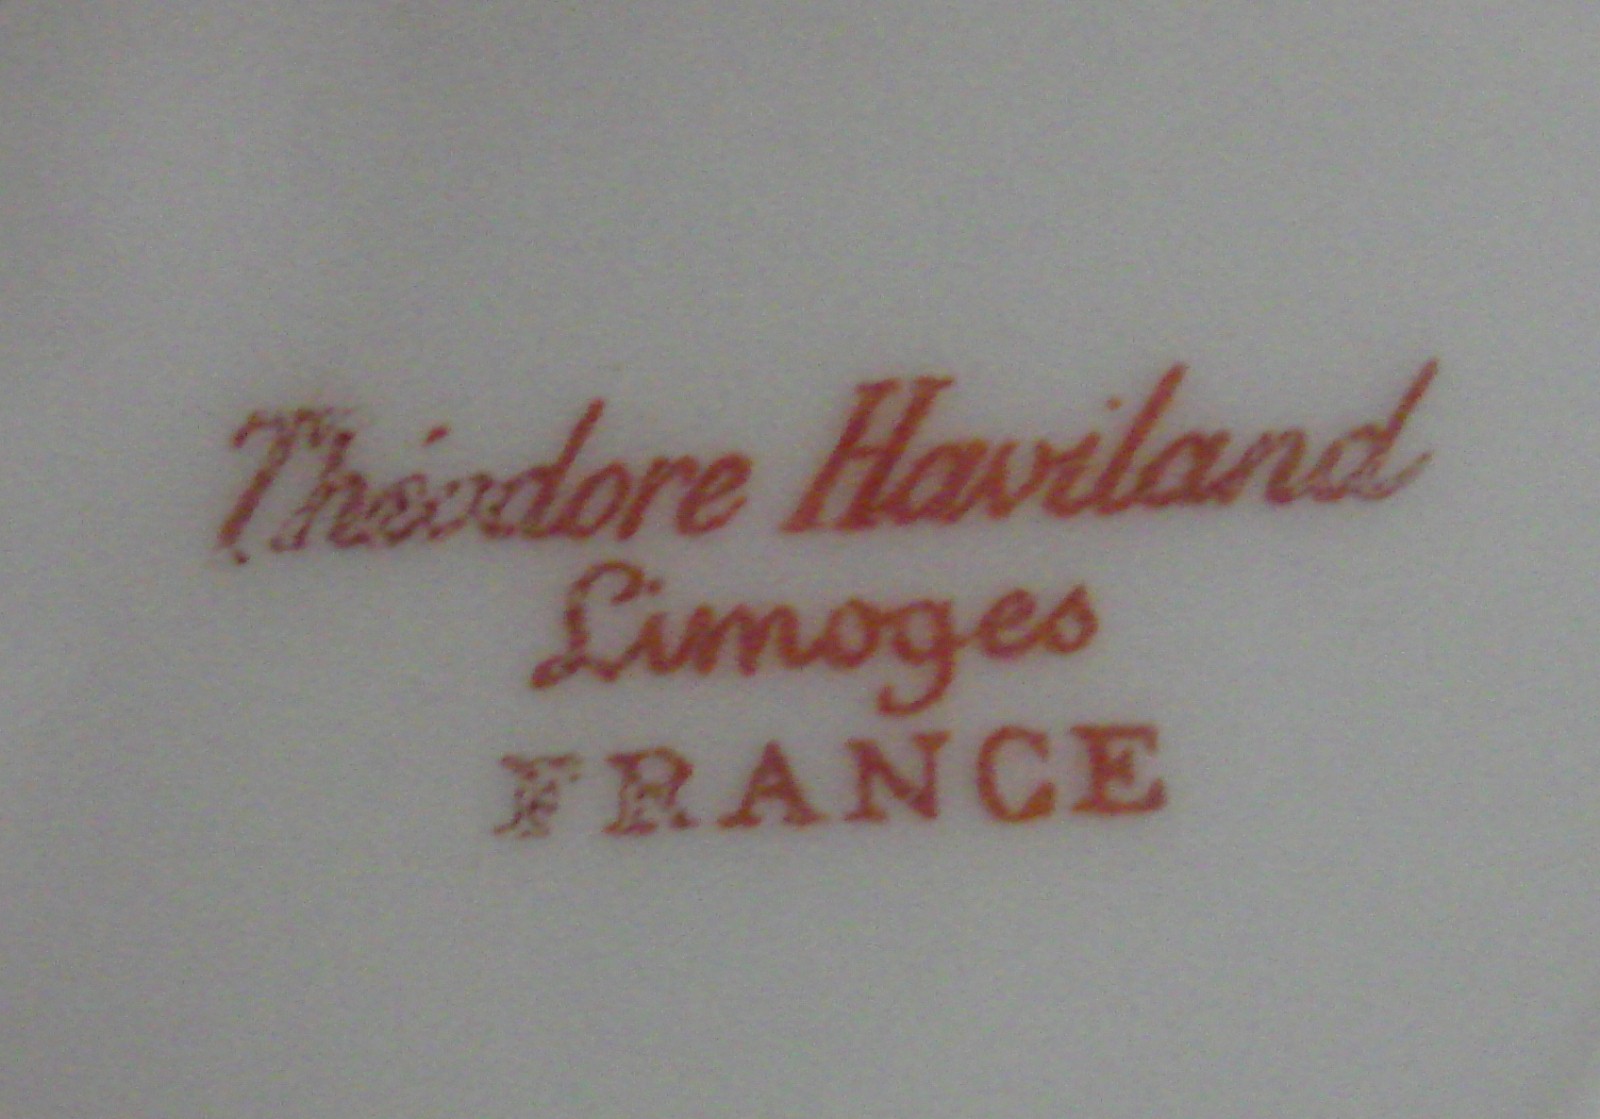 Théodore Haviland
Limoges
FRANCE